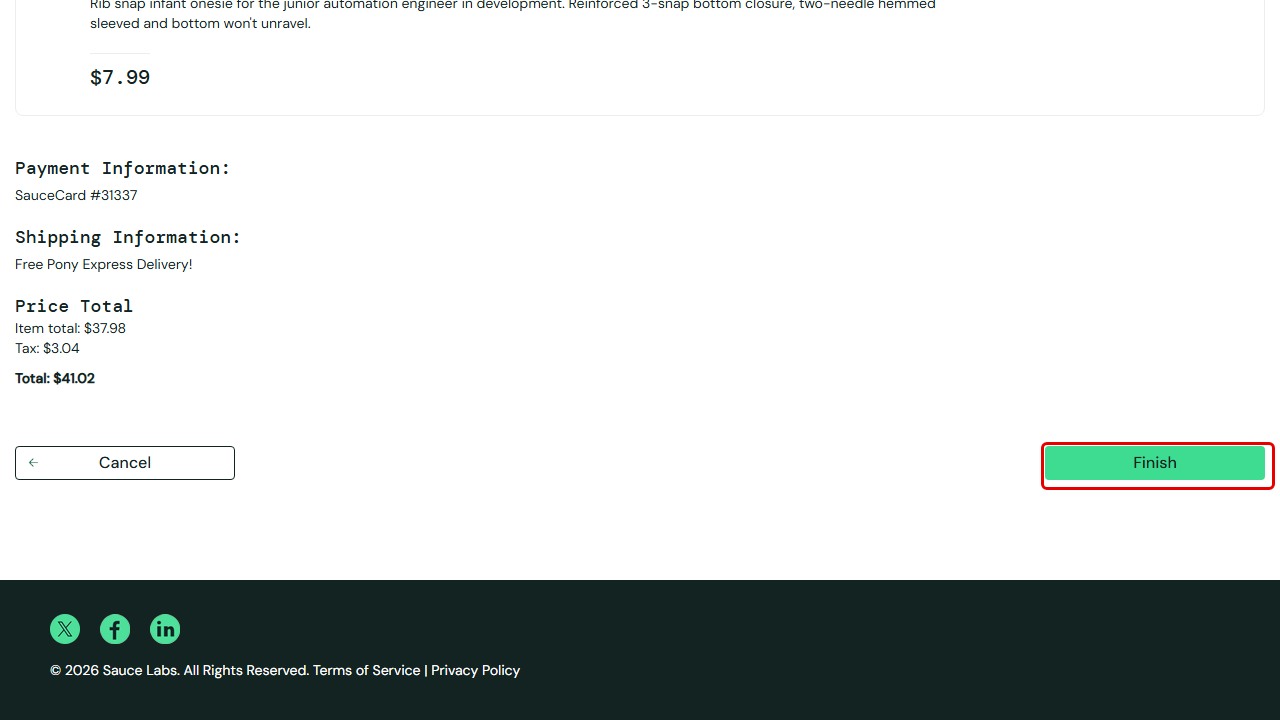 Rib snap infant onesie for the junior automation engineer in development. Reinforced 3-snap bottom closure, two-needle hemmed
sleeved and bottom won't unravel.
$7.99
Payment Information:
SauceCard #31337
Shipping Information:
Free Pony Express Delivery!
Price Total
Item total: $37.98
Tax: $3.04
Total: $41.02
Cancel
Finish
© 2026 Sauce Labs. All Rights Reserved. Terms of Service | Privacy Policy